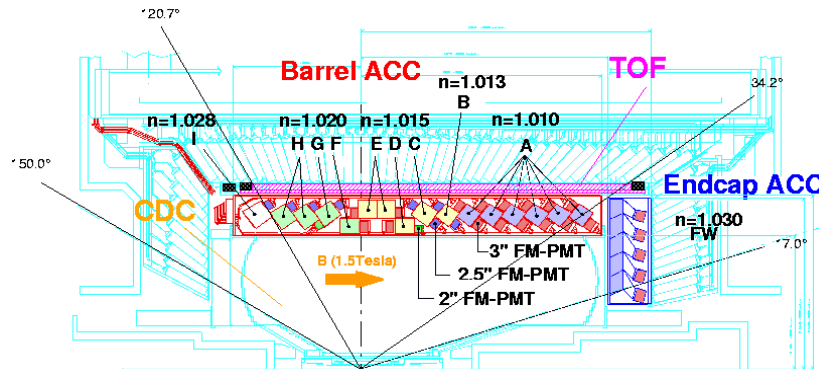 120.7°
Barrel ACC
n=1.013
B
TOF
34.2°
n=1.028
I
n=1.020
H G F
n=1.015
E D C
n=1.010
A
150.0°
CDC
Endcap ACC
n=1.030
FW
17.0°
B (1.5Tesla)
3" FM-PMT
2.5" FM-PMT
2" FM-PMT